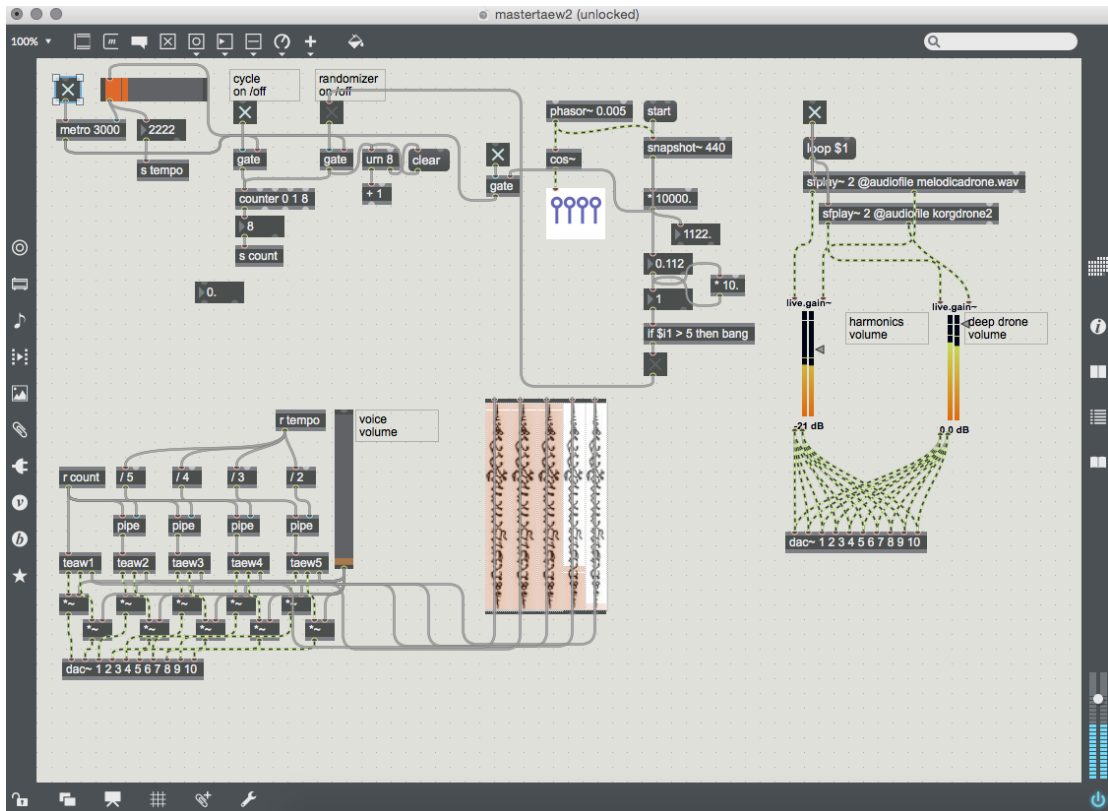 mastertaew2 (unlocked)
100%
cycle
on /off
randomizer
on /off
metro 3000
2222
s tempo
gate
gate
urn 8
clear
+ 1
counter 0 1 8
8
s count
0.
gate
phasor~ 0.005
start
cos~
snapshot~ 440
* 10000.
1122.
0.112
* 10.
1
if $i1 > 5 then bang
loop $1
sfplay~ 2 @audiofile melodicadrone.wav
sfplay~ 2 @audiofile korgdrone2
live.gain~
harmonics
volume
live.gain~
deep drone
volume
-21 dB
0.0 dB
dac~ 1 2 3 4 5 6 7 8 9 10
r tempo
voice
volume
r count
/ 5
/ 4
/ 3
/ 2
pipe
pipe
pipe
pipe
teaw1
teaw2
taew3
taew4
taew5
*~
*~
*~
*~
*~
*~
*~
*~
*~
*~
dac~ 1 2 3 4 5 6 7 8 9 10